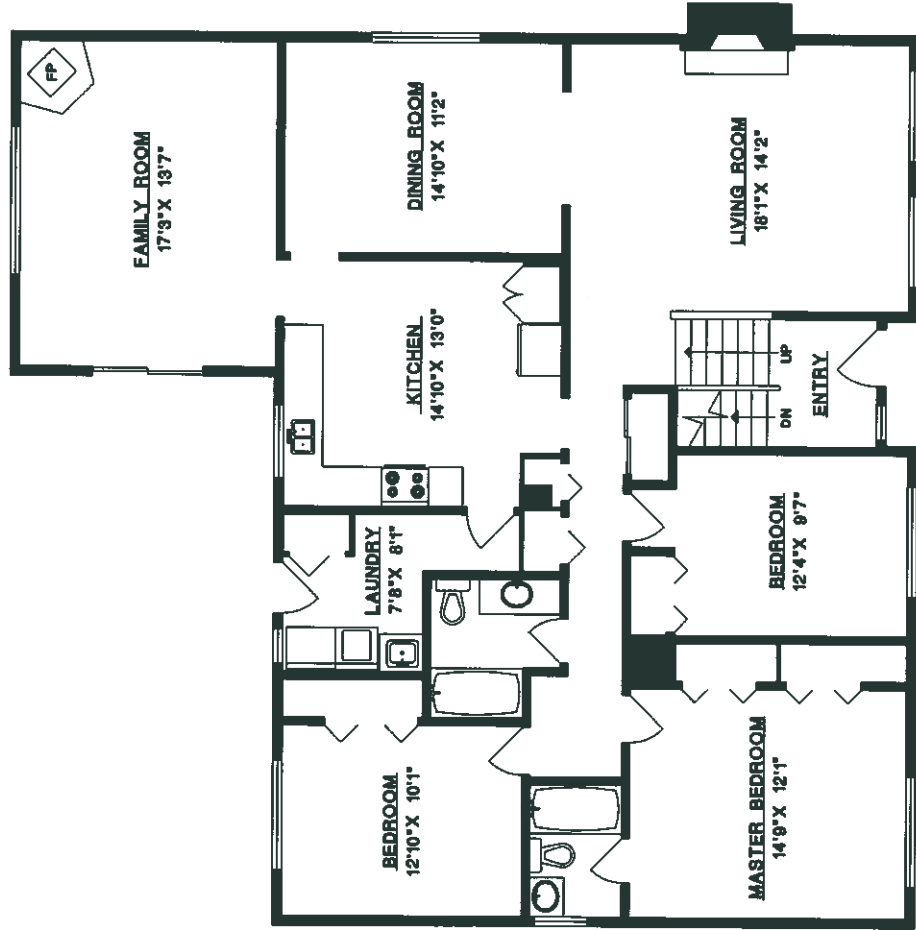 FP
FAMILY ROOM
17'3"X 13'7"
DINING ROOM
14'10"X 11'2"
LIVING ROOM
18'1"X 14'2"
KITCHEN
14'10"X 13'0"
UP
DN
ENTRY
LAUNDRY
7'8"X 8'1"
BEDROOM
12'4"X 9'7"
BEDROOM
12'10"X 10'1"
MASTER BEDROOM
14'9"X 12'1"